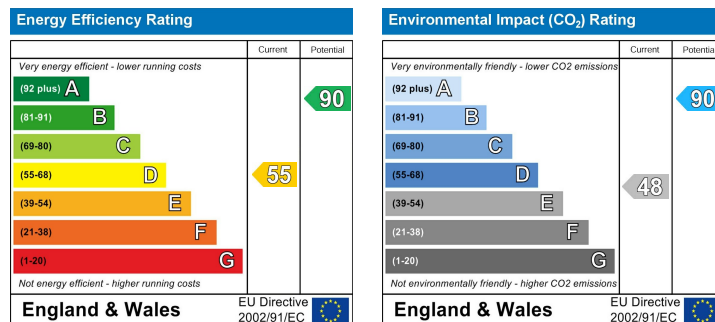 Energy Efficiency Rating
Current Potential
Very energy efficient - lower running costs
(92 plus) A
90
(81-91) B
(69-80) C
(55-68) D
55
(39-54) E
(21-38) F
(1-20) G
Not energy efficient - higher running costs
England & Wales
EU Directive
2002/91/EC
Environmental Impact (CO₂) Rating
Current Potential
Very environmentally friendly - lower CO2 emissions
(92 plus) A
90
(81-91) B
(69-80) C
(55-68) D
48
(39-54) E
(21-38) F
(1-20) G
Not environmentally friendly - higher CO2 emissions
England & Wales
EU Directive
2002/91/EC